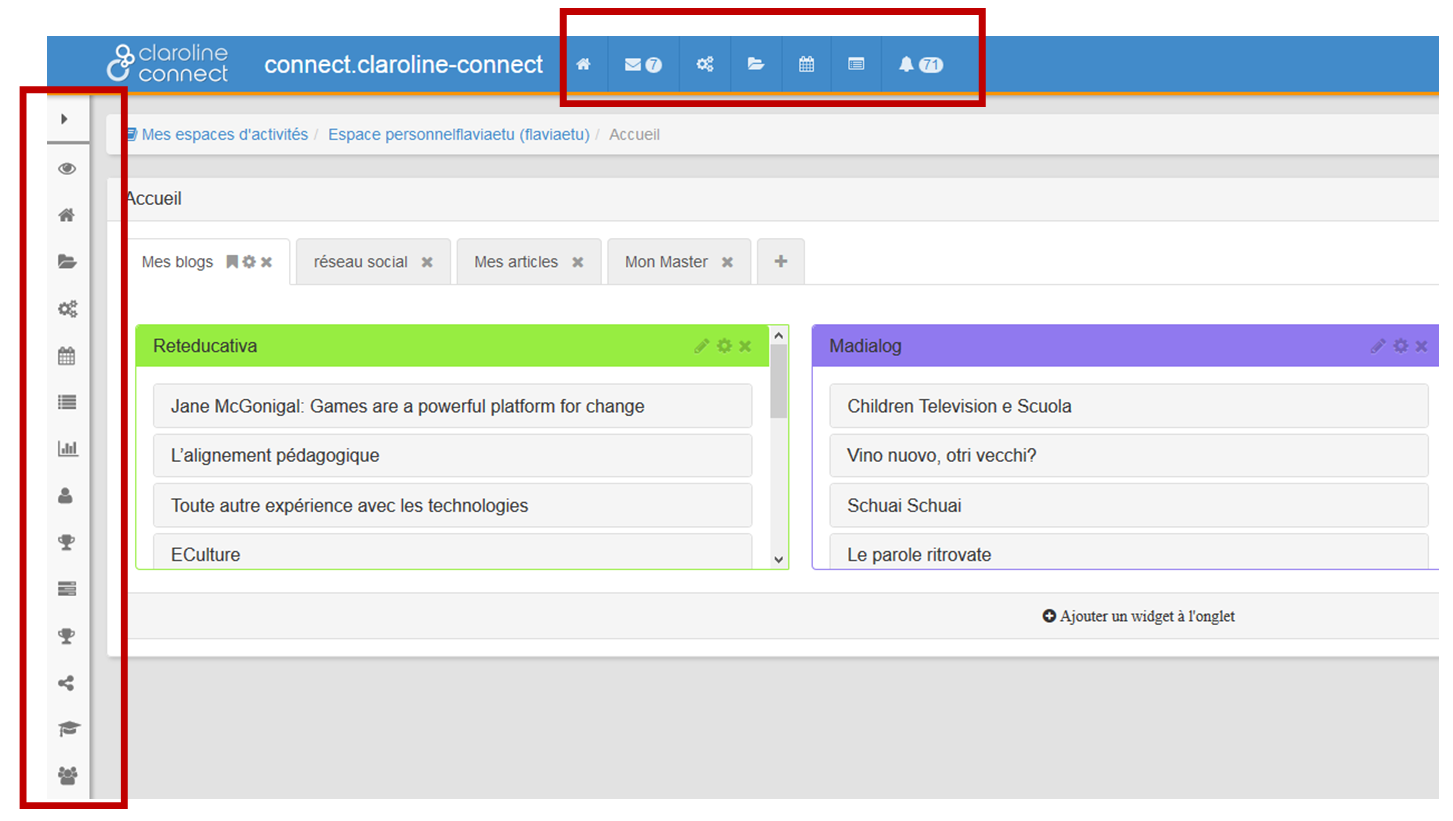 claroline
connect
connect.claroline-connect
7
71
Mes espaces d'activités / Espace personnelflaviaetu (flaviaetu) / Accueil
Accueil
Mes blogs
réseau social
Mes articles
Mon Master
Reteducativa
Jane McGonigal: Games are a powerful platform for change
L’alignement pédagogique
Toute autre expérience avec les technologies
ECulture
Madialog
Children Television e Scuola
Vino nuovo, otri vecchi?
Schuai Schuai
Le parole ritrovate
Ajouter un widget à l'onglet